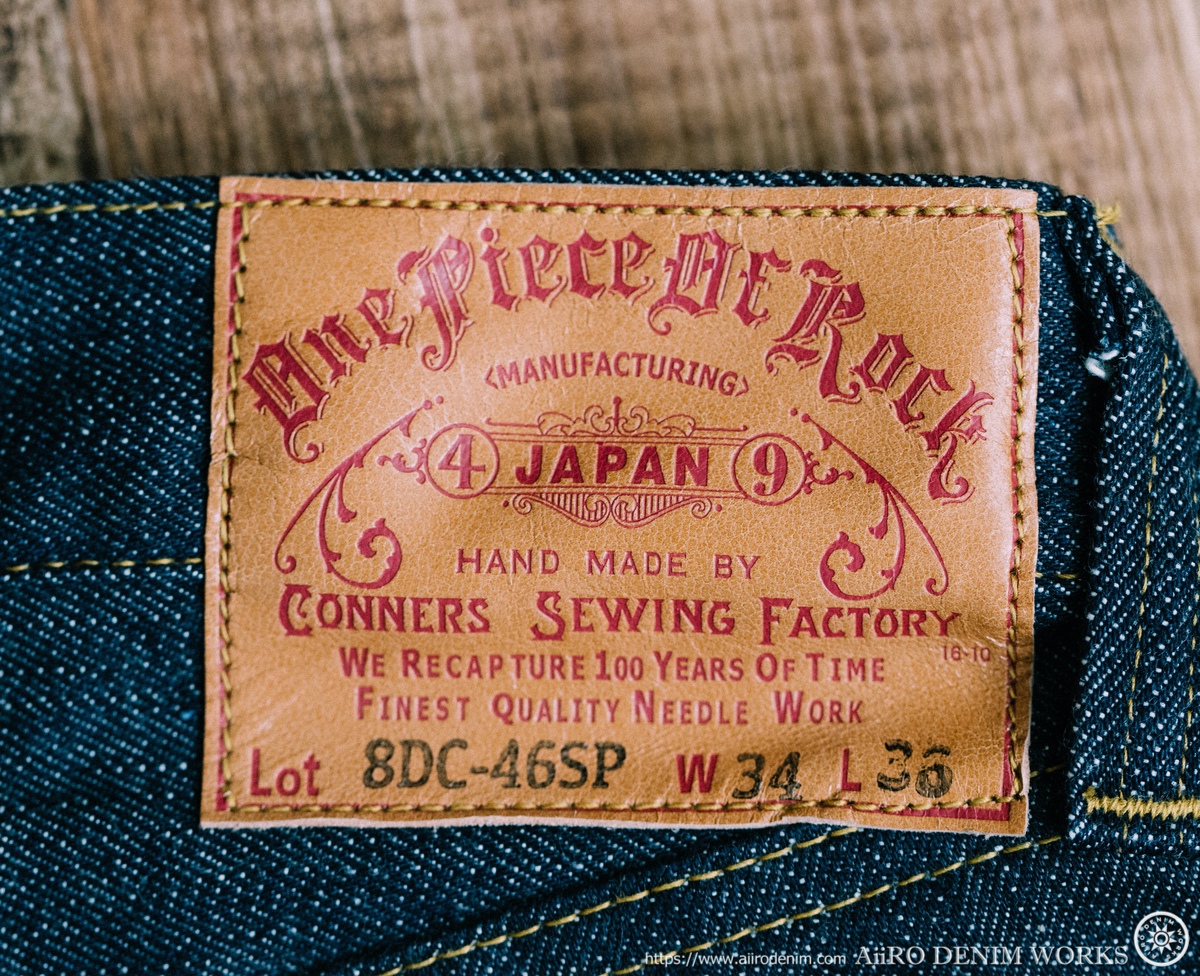 One Piece Of Rock
<MANUFACTURING>
4 JAPAN 9
HAND MADE BY
CONNERS SEWING FACTORY
16-10
WE RECAPTURE 100 YEARS OF TIME
FINEST QUALITY NEEDLE WORK
Lot 8DC-46SP W 34 L 36
https://www.aiirodenim.com AiiRO DENIM WORKS